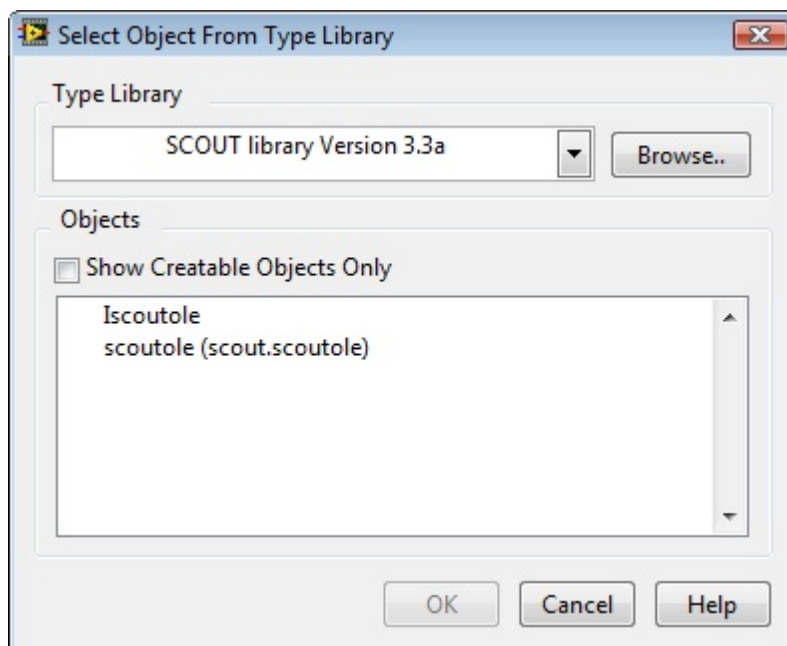 Select Object From Type Library
Type Library
SCOUT library Version 3.3a
Browse..
Objects
Show Creatable Objects Only
Iscoutole
scoutole (scout.scoutole)
OK
Cancel
Help